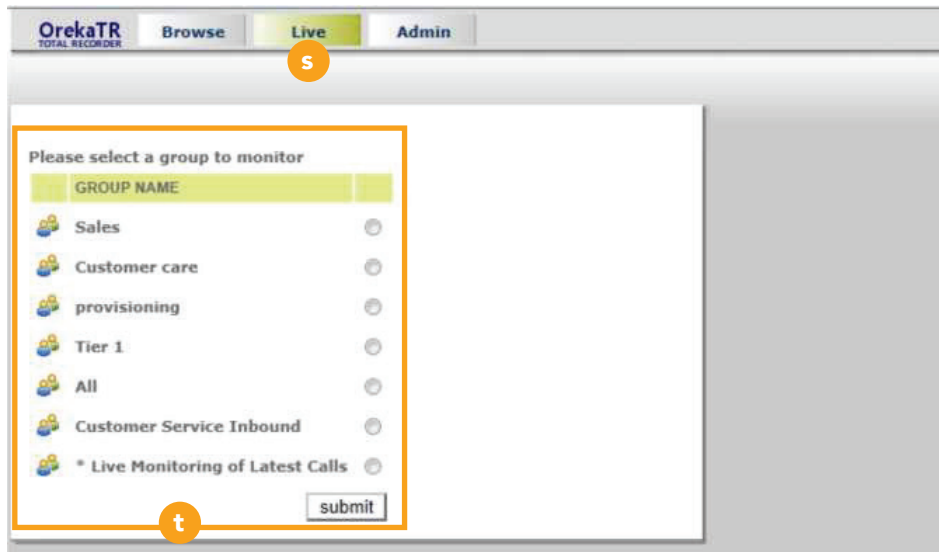 OrekaTR Browse Live Admin
TOTAL RECORDER
s
Please select a group to monitor
GROUP NAME
Sales
Customer care
provisioning
Tier 1
All
Customer Service Inbound
* Live Monitoring of Latest Calls
submit
t